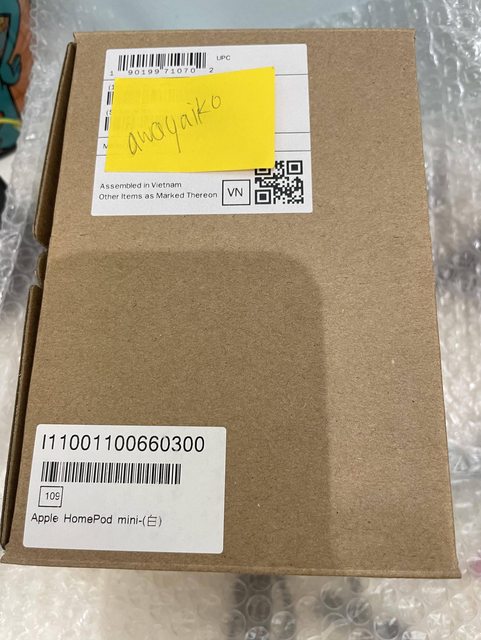 UPC
1 90199 71070 2
awayaiko
Assembled in Vietnam
Other Items as Marked Thereon
VN
I11001100660300
109
Apple HomePod mini-(白)